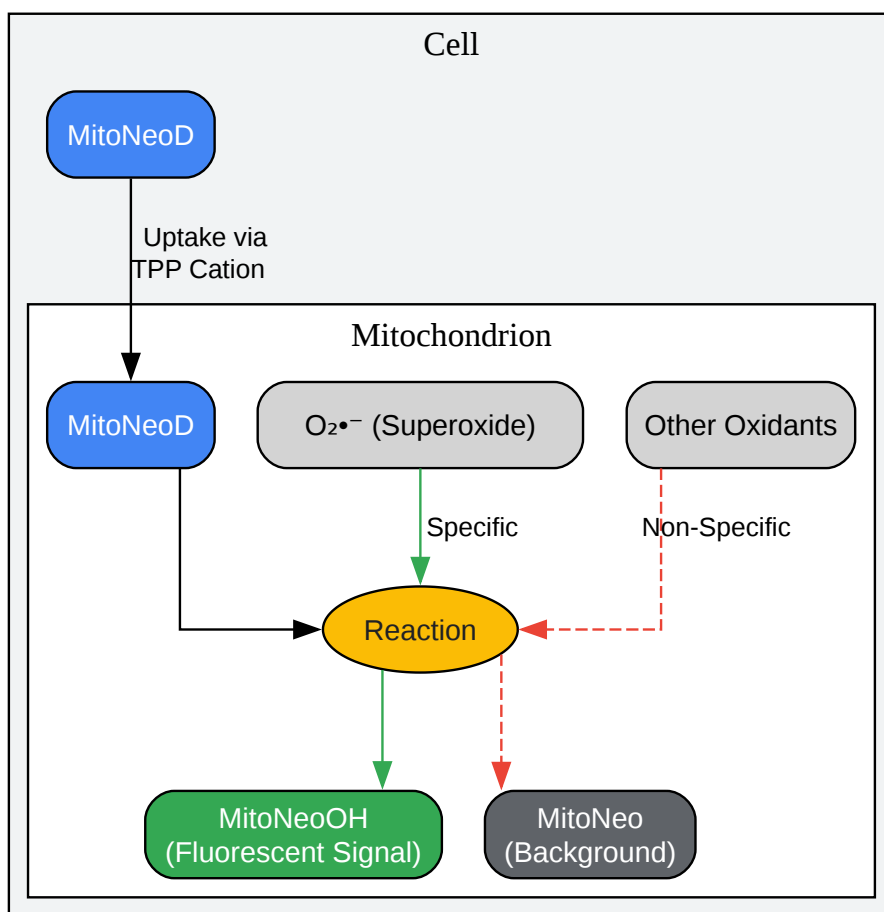 Cell
MitoNeoD
Uptake via
TPP Cation
Mitochondrion
MitoNeoD
O₂•⁻ (Superoxide)
Other Oxidants
Specific
Non-Specific
Reaction
MitoNeoOH
(Fluorescent Signal)
MitoNeo
(Background)